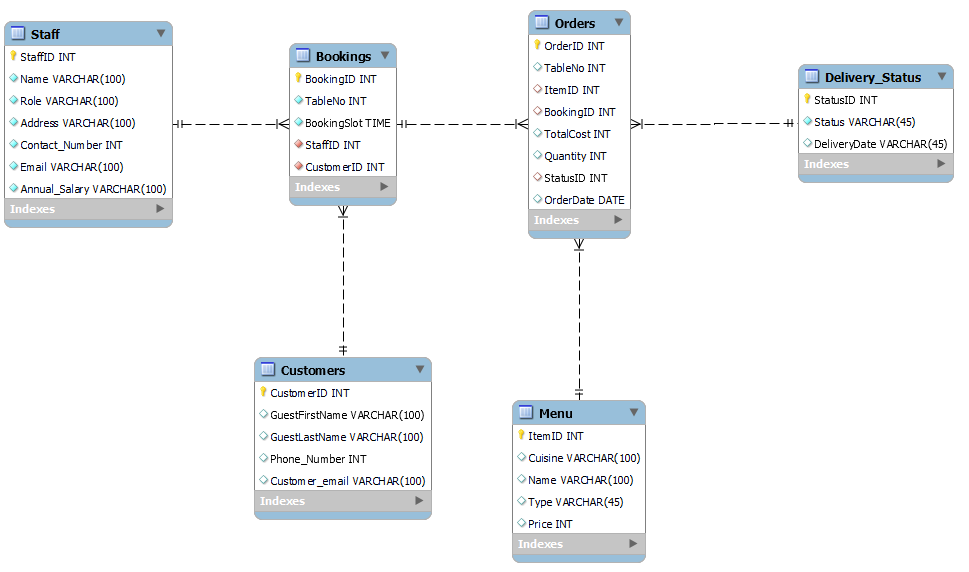 Staff
StaffID INT
Name VARCHAR(100)
Role VARCHAR(100)
Address VARCHAR(100)
Contact_Number INT
Email VARCHAR(100)
Annual_Salary VARCHAR(100)
Indexes
Bookings
BookingID INT
TableNo INT
BookingSlot TIME
StaffID INT
CustomerID INT
Indexes
Orders
OrderID INT
TableNo INT
ItemID INT
BookingID INT
TotalCost INT
Quantity INT
StatusID INT
OrderDate DATE
Indexes
Delivery_Status
StatusID INT
Status VARCHAR(45)
DeliveryDate VARCHAR(45)
Indexes
Customers
CustomerID INT
GuestFirstName VARCHAR(100)
GuestLastName VARCHAR(100)
Phone_Number INT
Customer_email VARCHAR(100)
Indexes
Menu
ItemID INT
Cuisine VARCHAR(100)
Name VARCHAR(100)
Type VARCHAR(45)
Price INT
Indexes